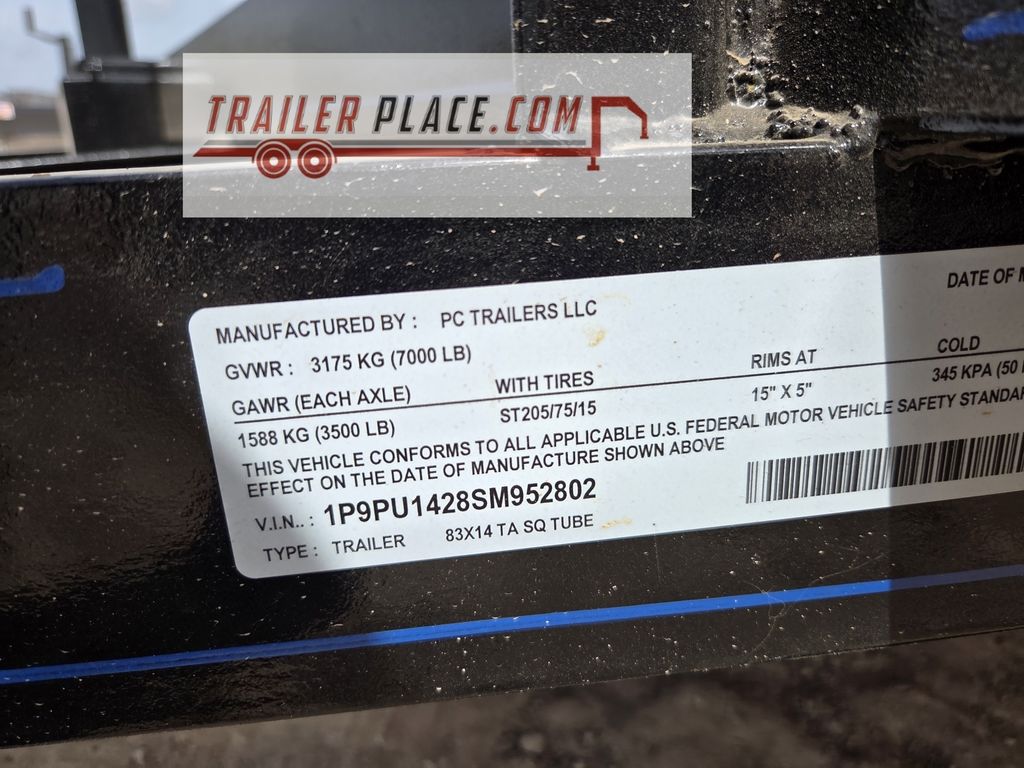 TRAILER PLACE.COM
MANUFACTURED BY : PC TRAILERS LLC DATE OF
GVWR : 3175 KG (7000 LB)
GAWR (EACH AXLE) WITH TIRES RIMS AT COLD
1588 KG (3500 LB) ST205/75/15 15" X 5" 345 KPA (50
THIS VEHICLE CONFORMS TO ALL APPLICABLE U.S. FEDERAL MOTOR VEHICLE SAFETY
EFFECT ON THE DATE OF MANUFACTURE SHOWN ABOVE
V.I.N.. : 1P9PU1428SM952802
TYPE : TRAILER 83X14 TA SQ TUBE